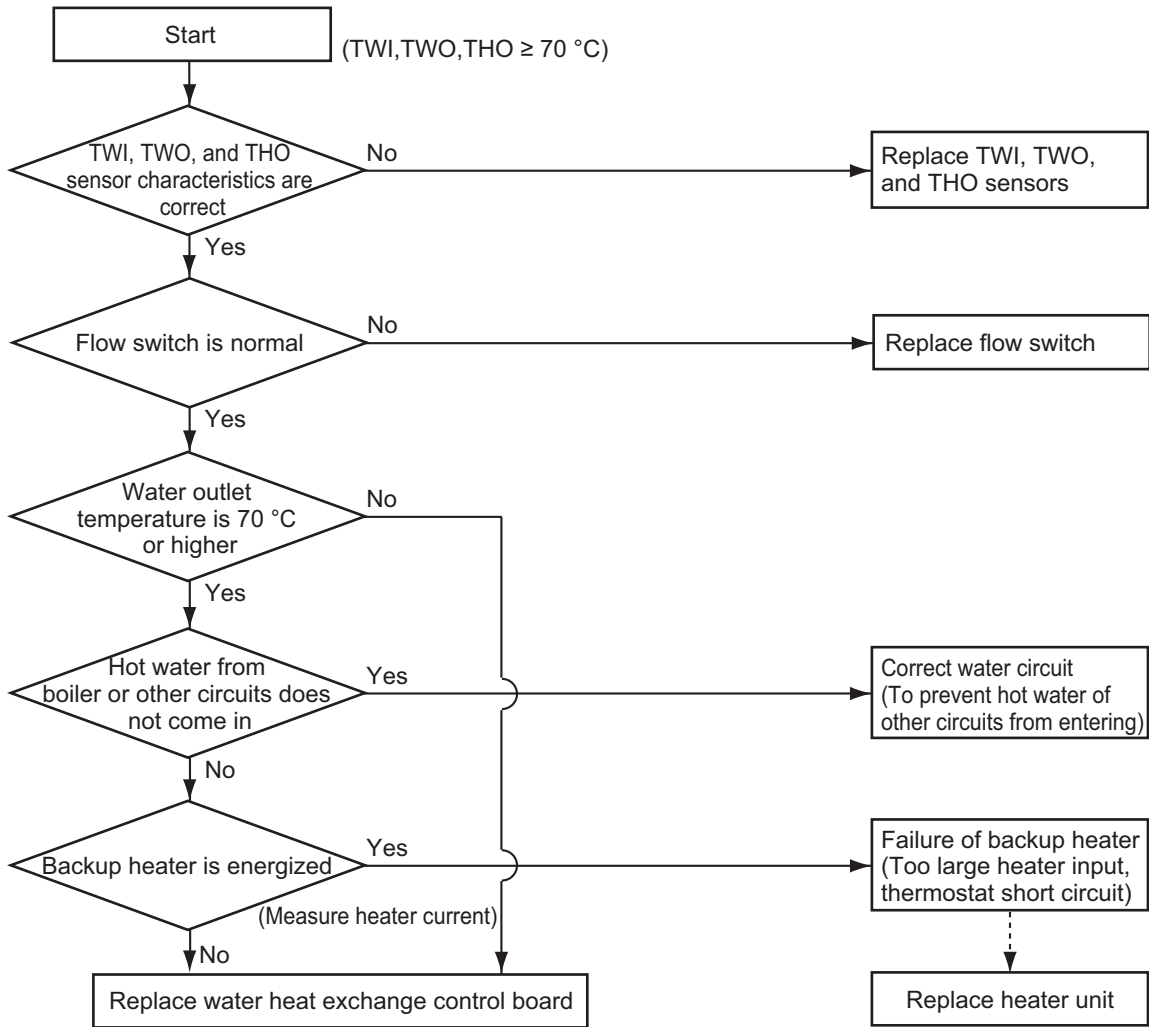 Start
(TWI,TWO,THO ≥ 70 °C)
TWI, TWO, and THO
sensor characteristics are
correct
No
Replace TWI, TWO,
and THO sensors
Yes
Flow switch is normal
No
Replace flow switch
Yes
Water outlet
temperature is 70 °C
or higher
No
Yes
Hot water from
boiler or other circuits does
not come in
Yes
Correct water circuit
(To prevent hot water of
other circuits from entering)
No
Backup heater is energized
Yes
Failure of backup heater
(Too large heater input,
thermostat short circuit)
(Measure heater current)
No
Replace water heat exchange control board
Replace heater unit